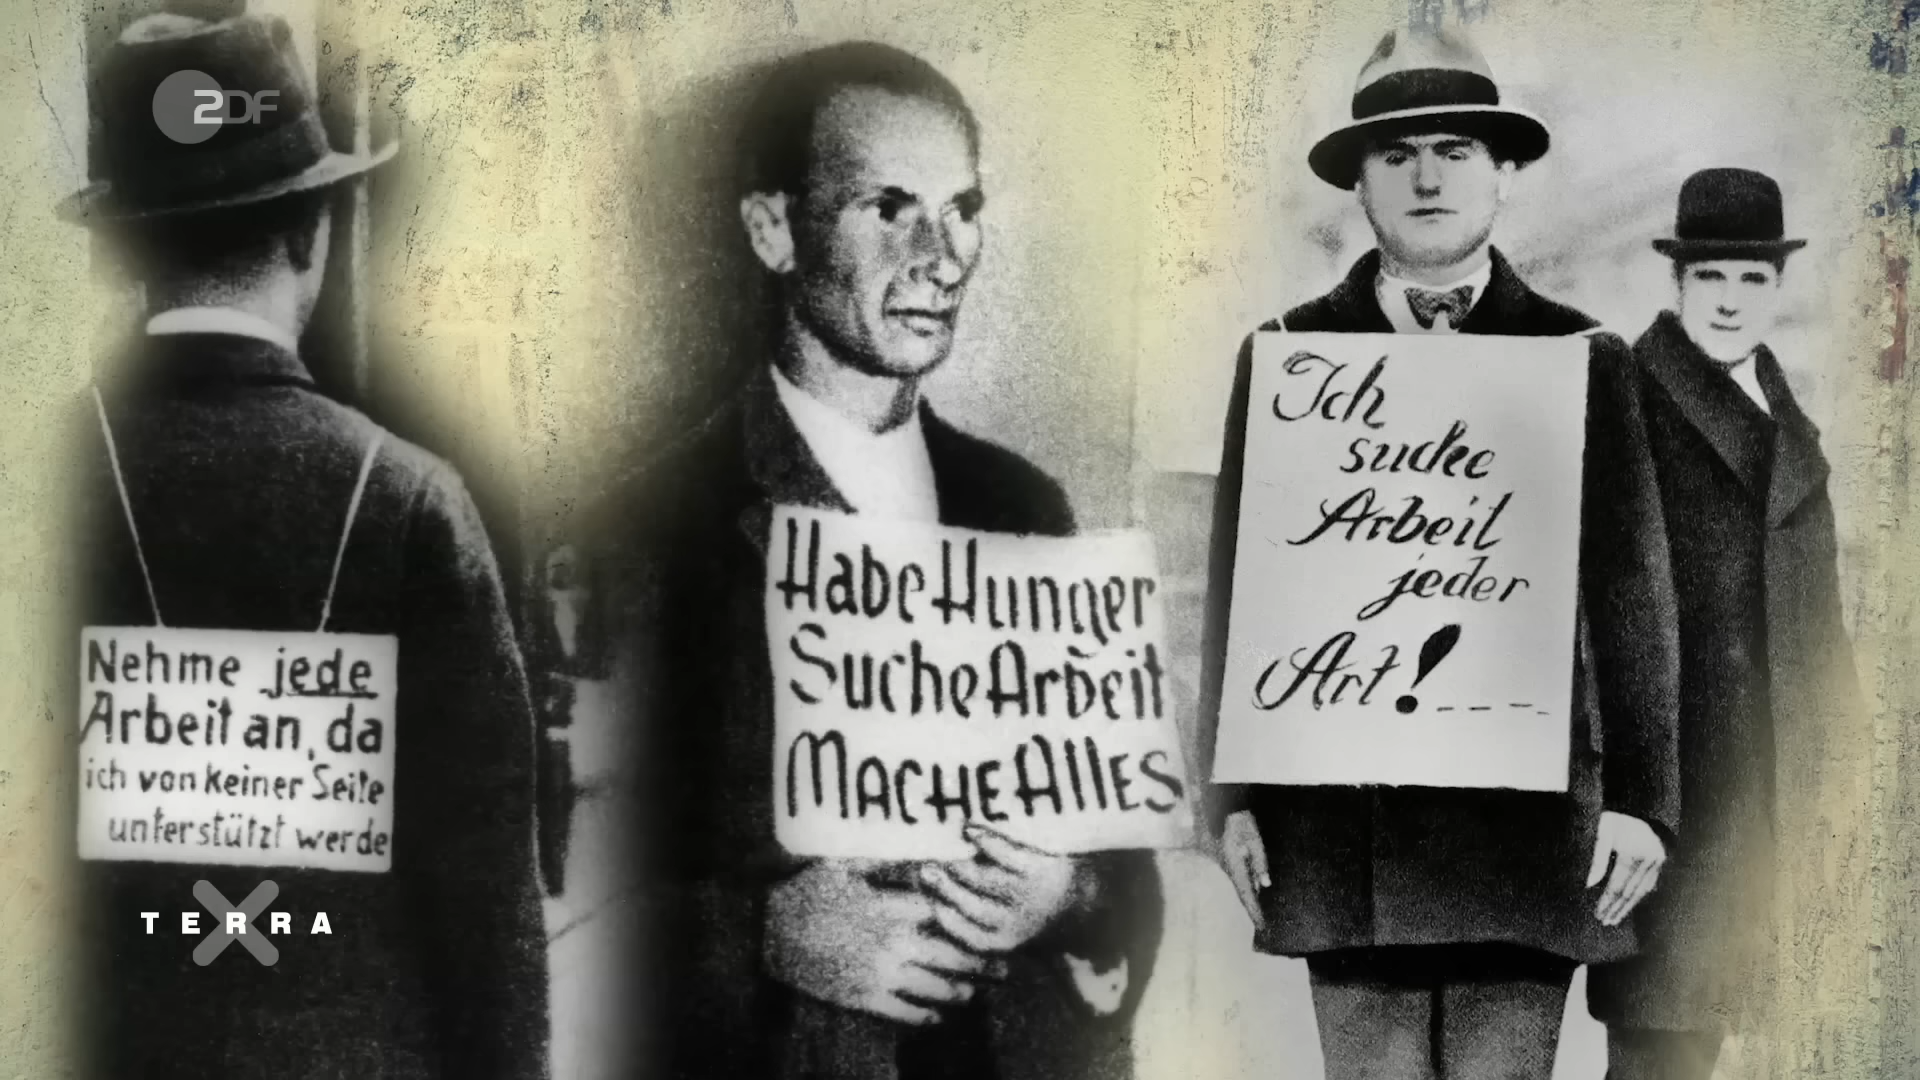 2DF
Nehme jede
Arbeit an, da
ich von keiner Seite
unterstützt werde
TERRA X
Habe Hunger
Suche Arbeit
MACHE ALLES
Ich
suche
Arbeit
jeder
Art!----